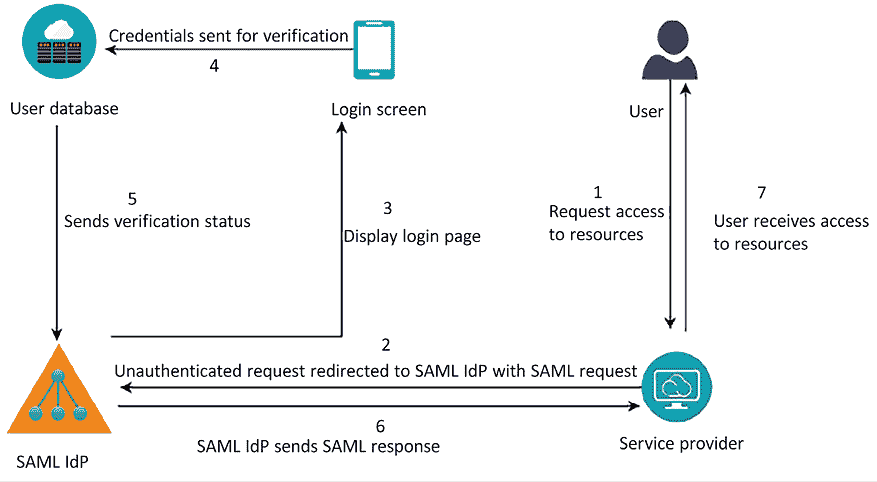 Credentials sent for verification
4
User database
Login screen
User
5
Sends verification status
3
Display login page
1
Request access
to resources
7
User receives access
to resources
2
Unauthenticated request redirected to SAML IdP with SAML request
6
SAML IdP sends SAML response
SAML IdP
Service provider